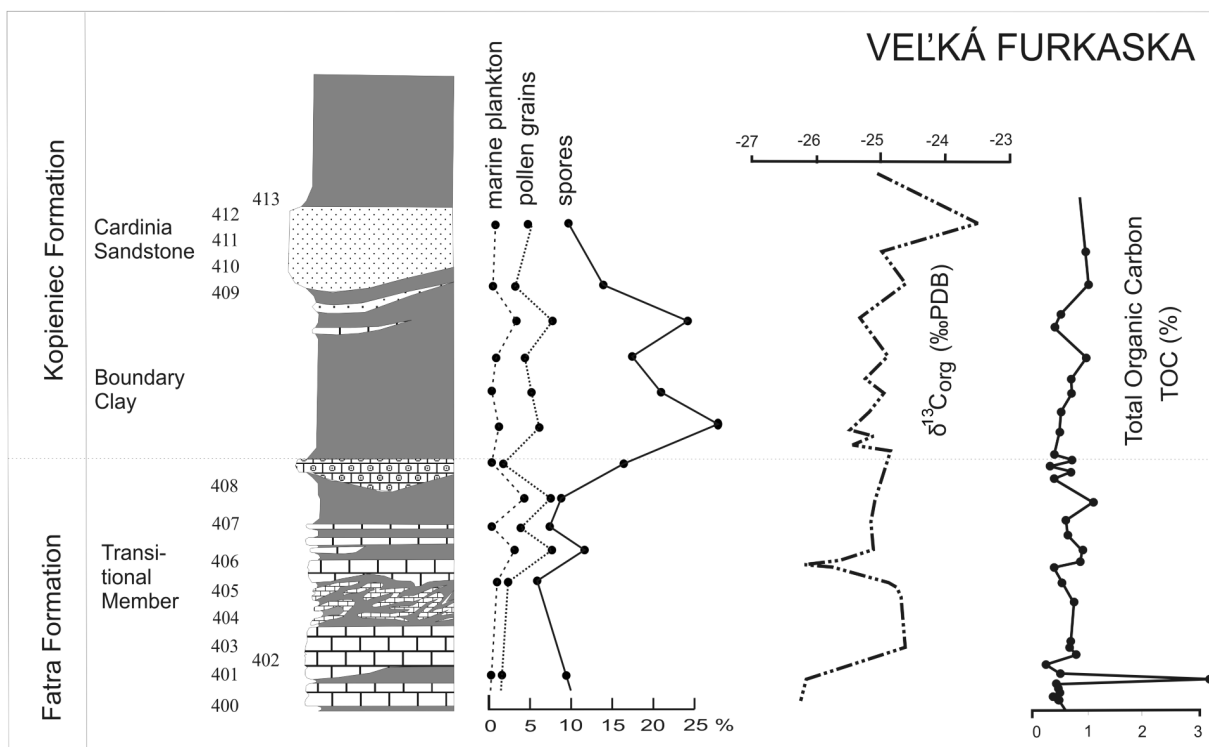 VEĽKÁ FURKASKA
Kopieniec Formation
Fatra Formation
Cardinia
Sandstone
Boundary
Clay
Transi-
tional
Member
413
412
411
410
409
408
407
406
405
404
403
402
401
400
marine plankton
pollen grains
spores
0 5 10 15 20 25 %
-27 -26 -25 -24 -23
δ¹³Corg (‰PDB)
Total Organic Carbon
TOC (%)
0 1 2 3